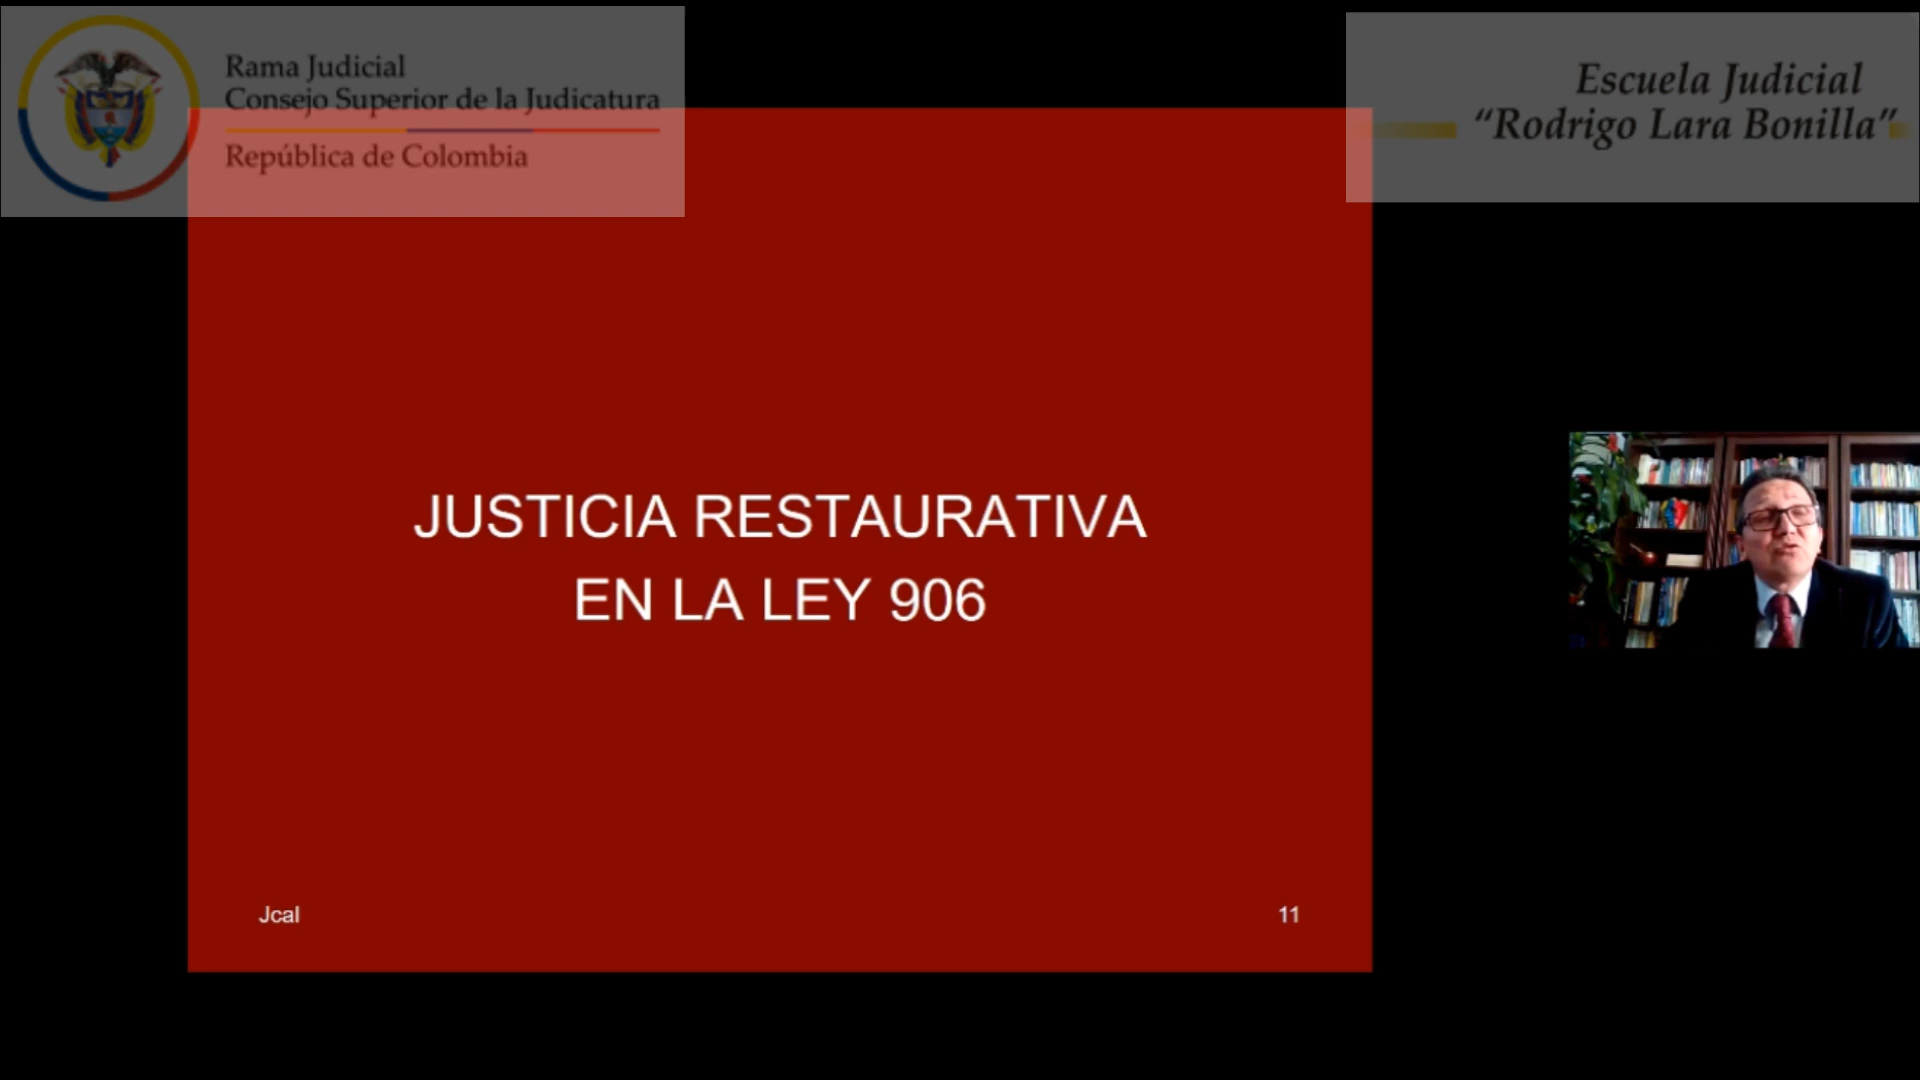 Rama Judicial
Consejo Superior de la Judicatura
República de Colombia
Escuela Judicial
“Rodrigo Lara Bonilla”
JUSTICIA RESTAURATIVA
EN LA LEY 906
Jcal
11